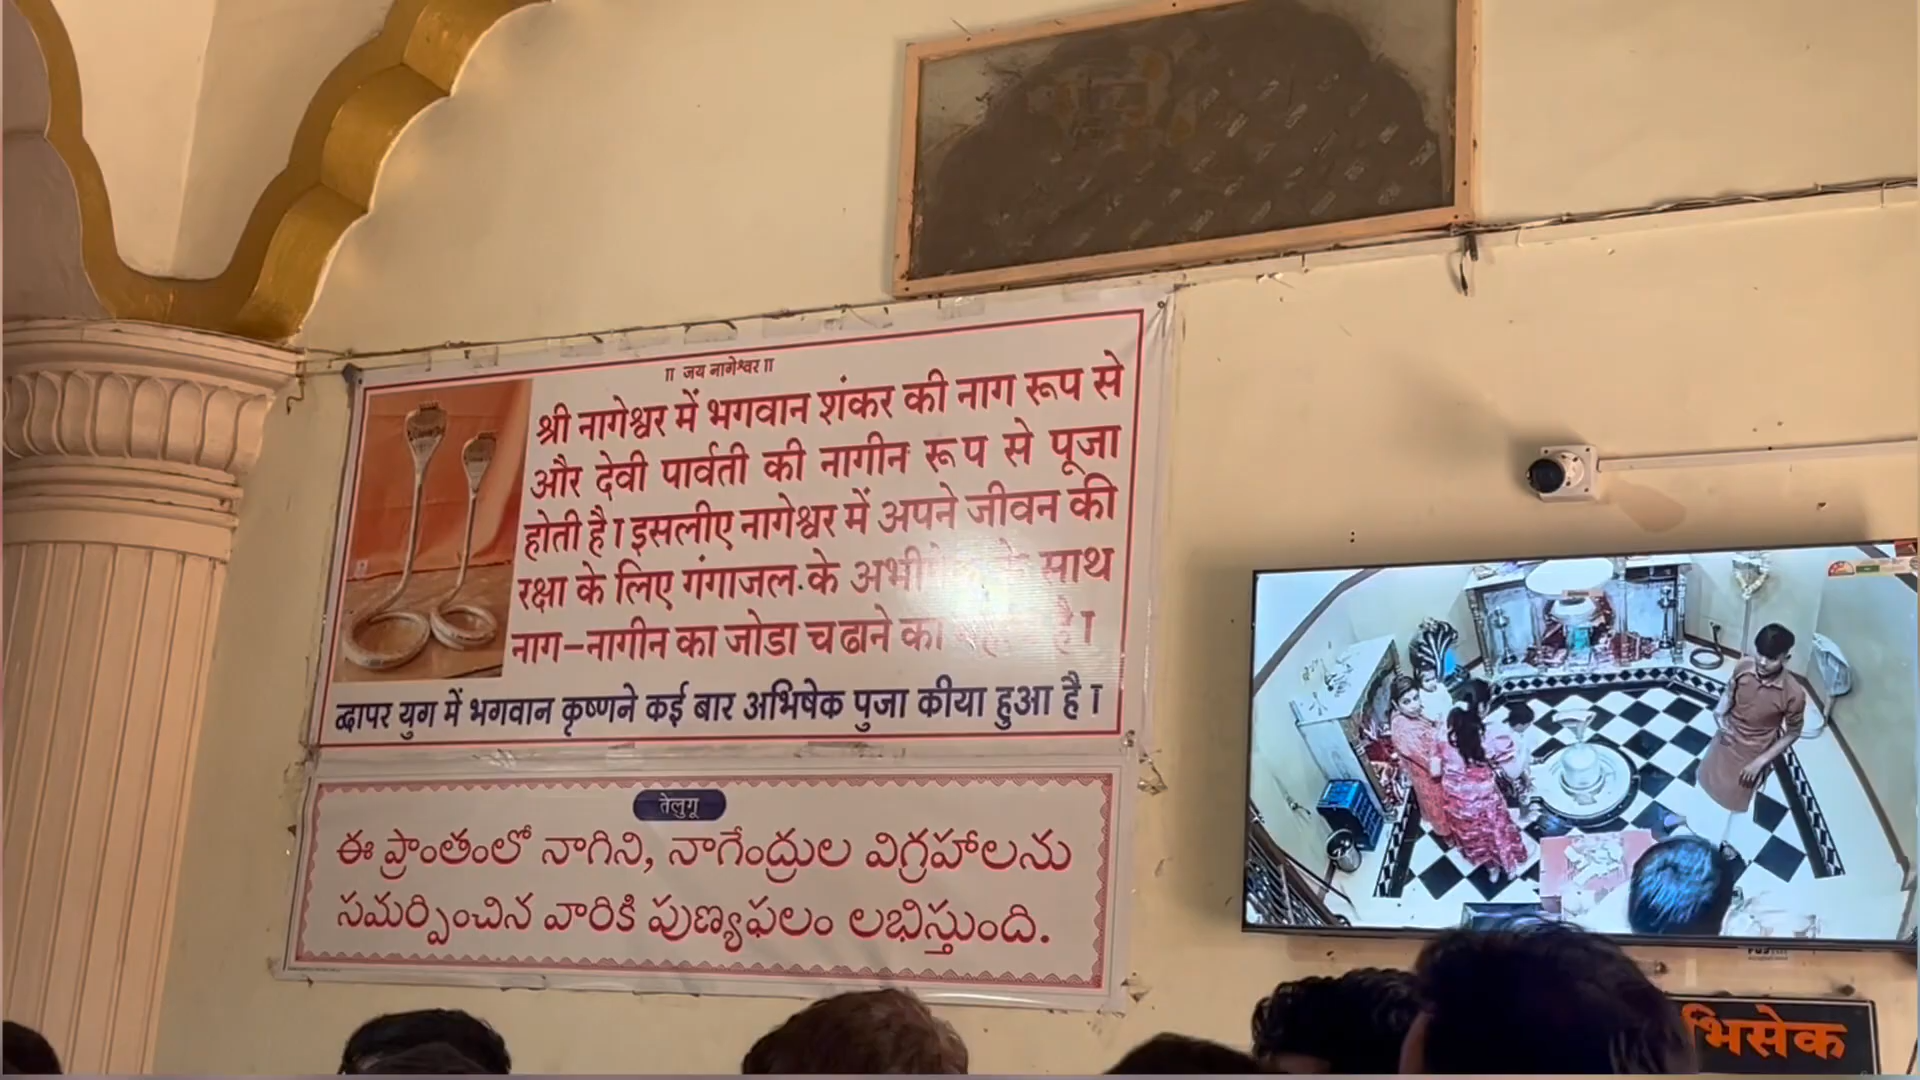 ॥ जय नागेश्वर ॥
श्री नागेश्वर में भगवान शंकर की नाग रूप से
और देवी पार्वती की नागीन रूप से पूजा
होती है। इसलीए नागेश्वर में अपने जीवन की
रक्षा के लिए गंगाजल के साथ
नाग-नागीन का जोडा चढाने का है।
द्वापर युग में भगवान कृष्णने कई बार अभिषेक पुजा कीया हुआ है।
तेलुगू
ఈ ప్రాంతంలో నాగిని, నాగేంద్రుల విగ్రహాలను
సమర్పించిన వారికి పుణ్యఫలం లభిస్తుంది.
भिसेक